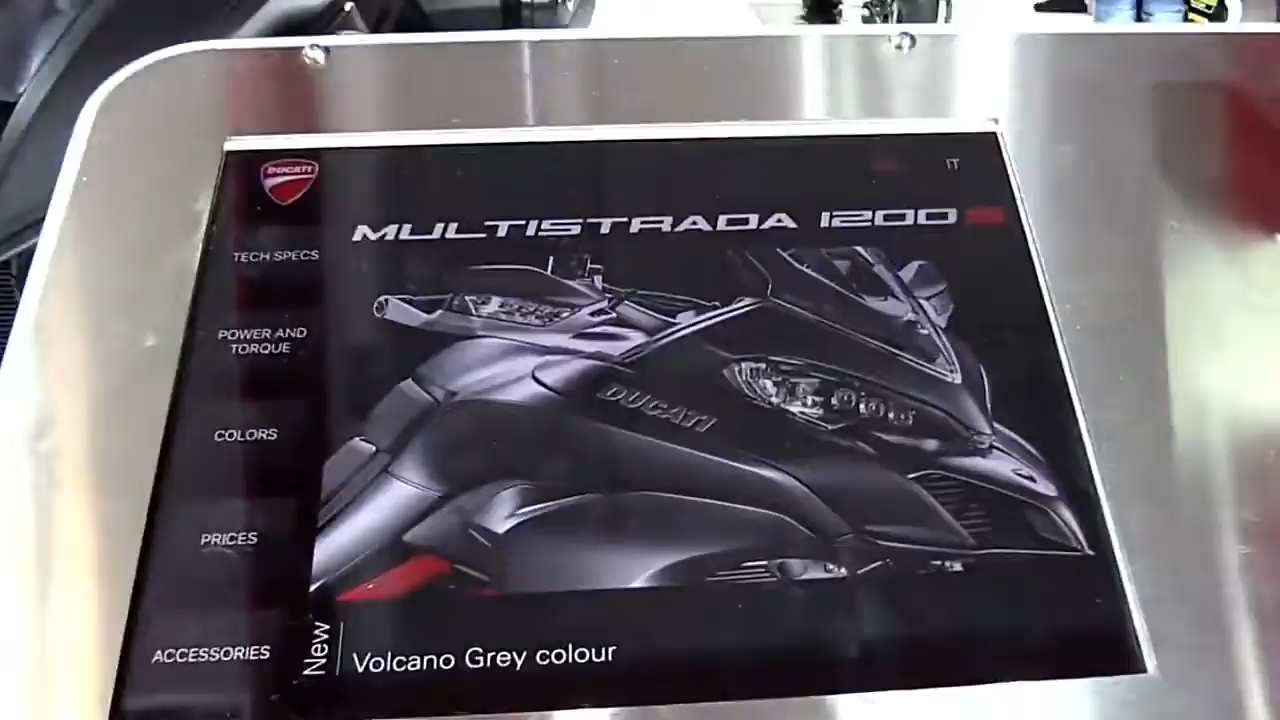 DUCATI
IT
MULTISTRADA 1200 S
TECH SPECS
POWER AND
TORQUE
COLORS
PRICES
ACCESSORIES
DUCATI
New
Volcano Grey colour